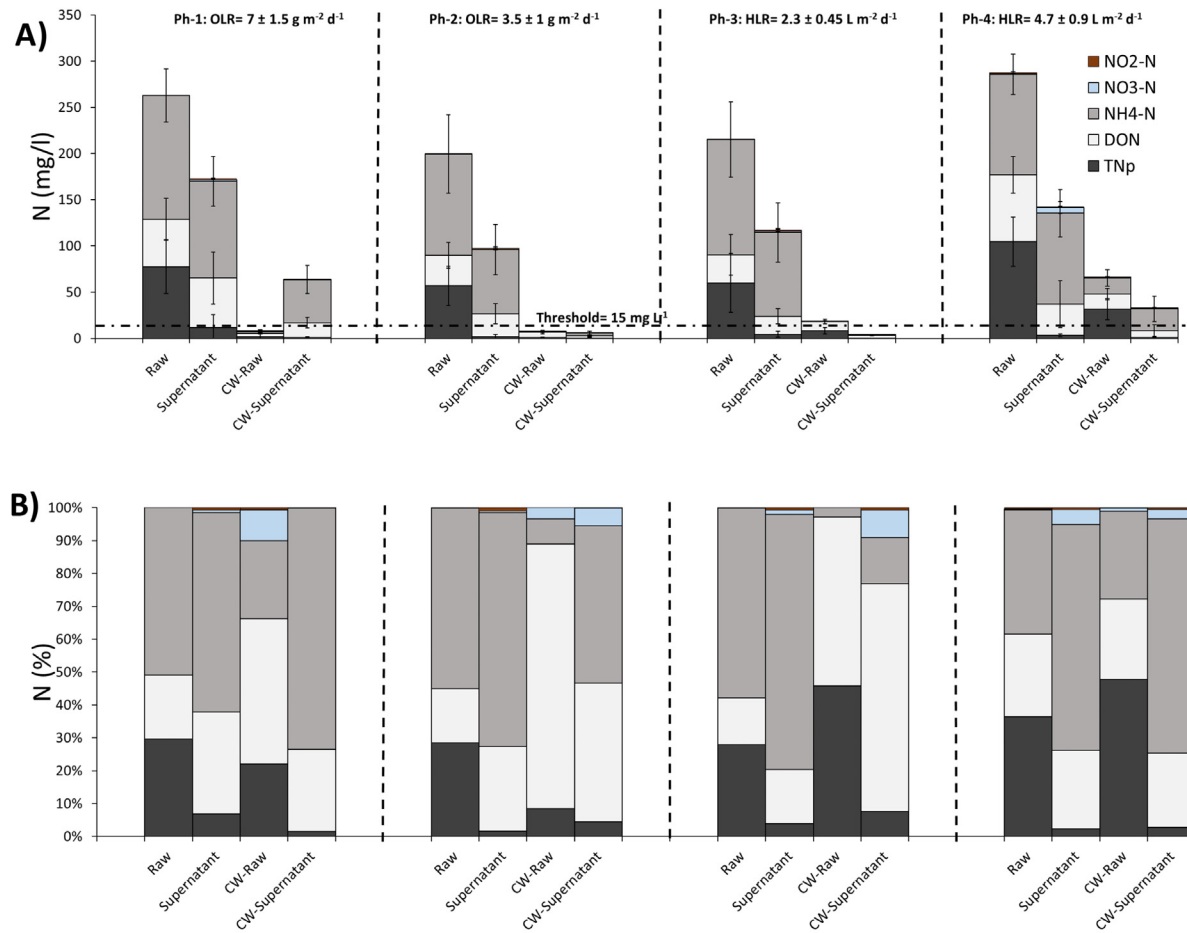 A)
Ph-1: OLR= 7 ± 1.5 g m⁻² d⁻¹
Ph-2: OLR= 3.5 ± 1 g m⁻² d⁻¹
Ph-3: HLR= 2.3 ± 0.45 L m⁻² d⁻¹
Ph-4: HLR= 4.7 ± 0.9 L m⁻² d⁻¹
N (mg/l)
350
300
250
200
150
100
50
0
NO2-N
NO3-N
NH4-N
DON
TNp
Threshold= 15 mg L⁻¹
Raw
Supernatant
CW-Raw
CW-Supernatant
Raw
Supernatant
CW-Raw
CW-Supernatant
Raw
Supernatant
CW-Raw
CW-Supernatant
Raw
Supernatant
CW-Raw
CW-Supernatant
B)
N (%)
100%
90%
80%
70%
60%
50%
40%
30%
20%
10%
0%
Raw
Supernatant
CW-Raw
CW-Supernatant
Raw
Supernatant
CW-Raw
CW-Supernatant
Raw
Supernatant
CW-Raw
CW-Supernatant
Raw
Supernatant
CW-Raw
CW-Supernatant